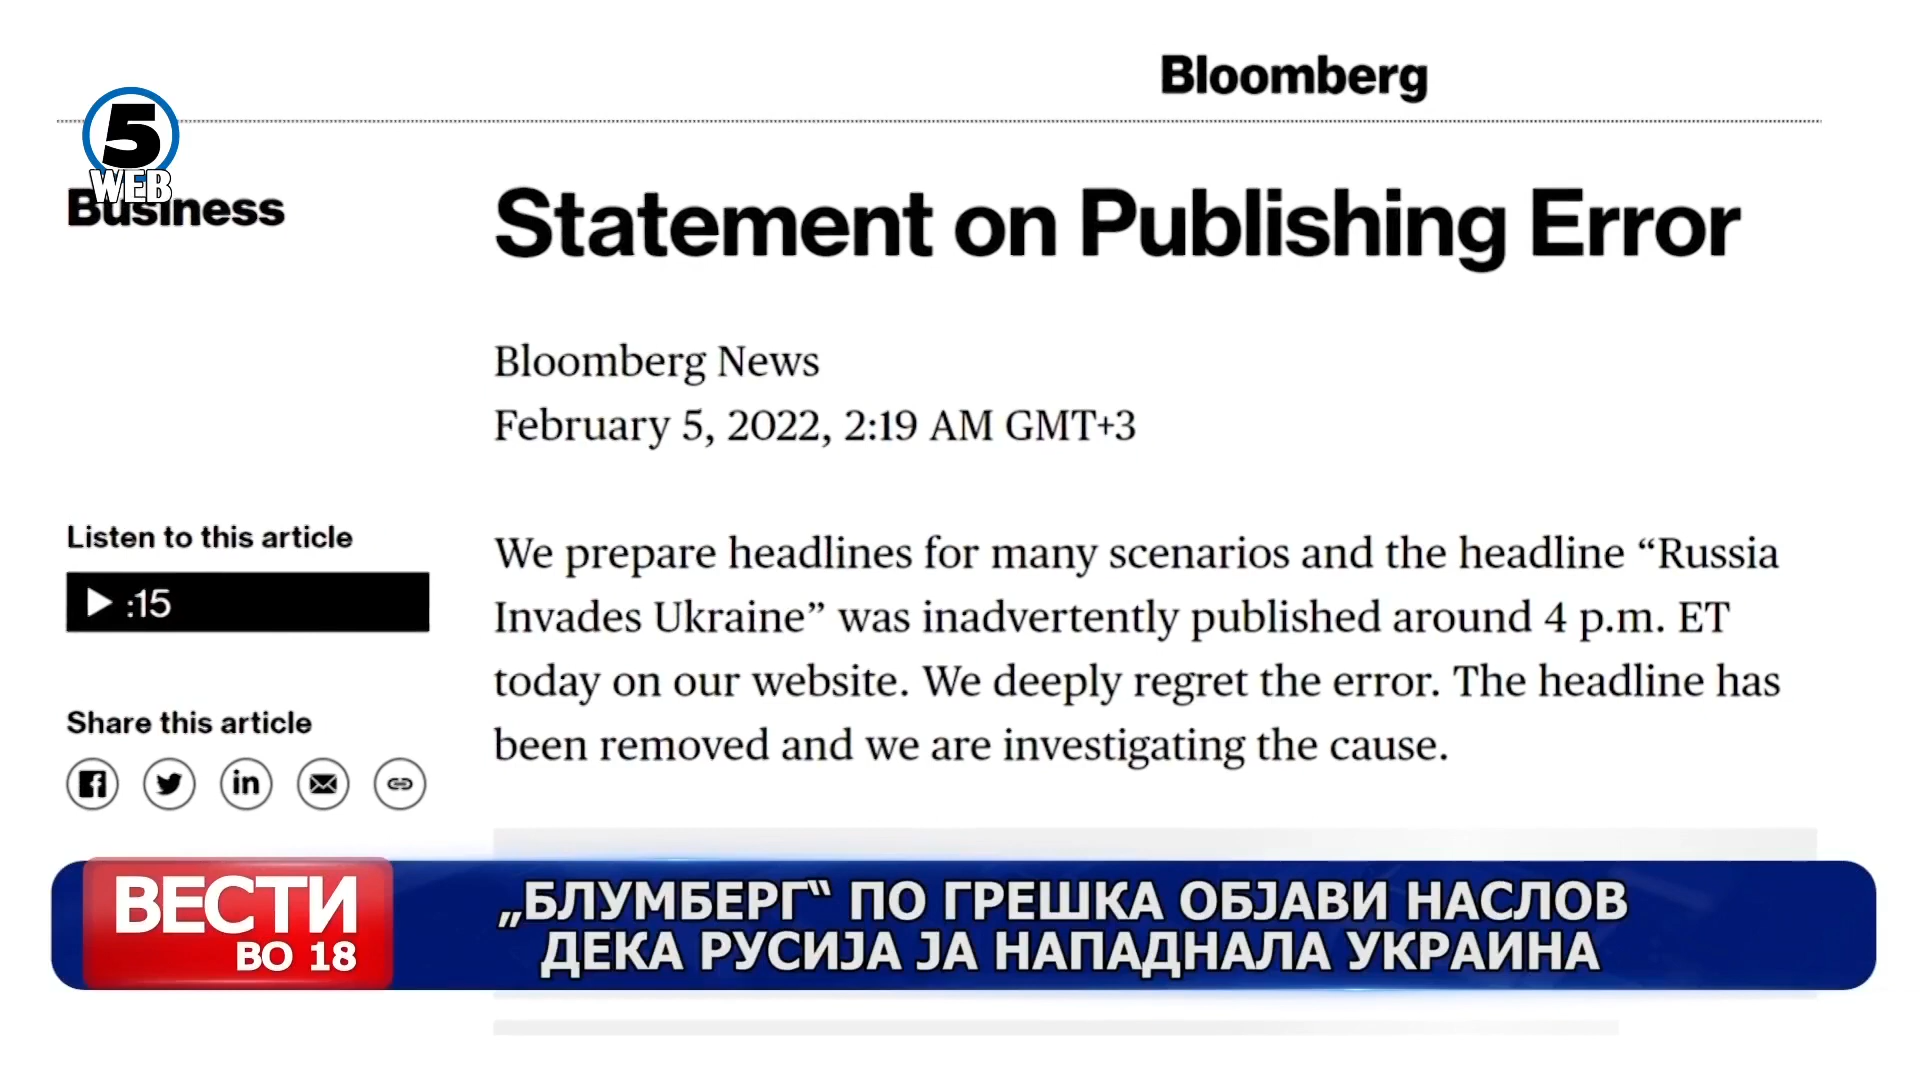 Bloomberg
5
WEB
Business
Statement on Publishing Error
Bloomberg News
February 5, 2022, 2:19 AM GMT+3
Listen to this article
:15
We prepare headlines for many scenarios and the headline “Russia
Invades Ukraine” was inadvertently published around 4 p.m. ET
today on our website. We deeply regret the error. The headline has
been removed and we are investigating the cause.
Share this article
in
ВЕСТИ
ВО 18
„БЛУМБЕРГ‟ ПО ГРЕШКА ОБЈАВИ НАСЛОВ
ДЕКА РУСИЈА ЈА НАПАДНАЛА УКРАИНА